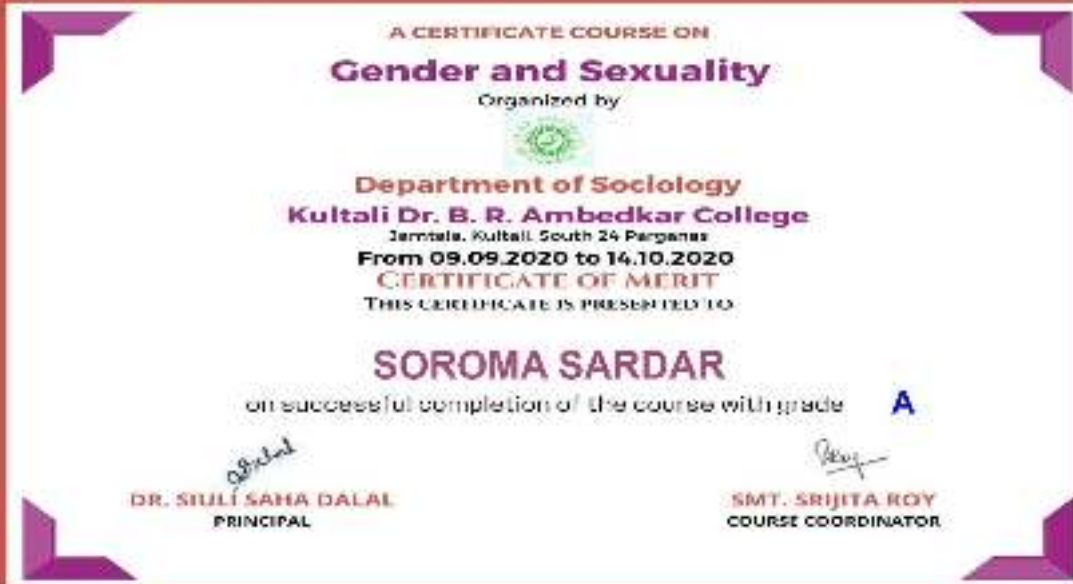 A CERTIFICATE COURSE ON
Gender and Sexuality
Organized by
Department of Sociology
Kultali Dr. B. R. Ambedkar College
Jamtala, Kultali, South 24 Parganas
From 09.09.2020 to 14.10.2020
CERTIFICATE OF MERIT
THIS CERTIFICATE IS PRESENTED TO
SOROMA SARDAR
on successful completion of the course with grade A
DR. SIULI SAHA DALAL
PRINCIPAL
SMT. SRIJITA ROY
COURSE COORDINATOR